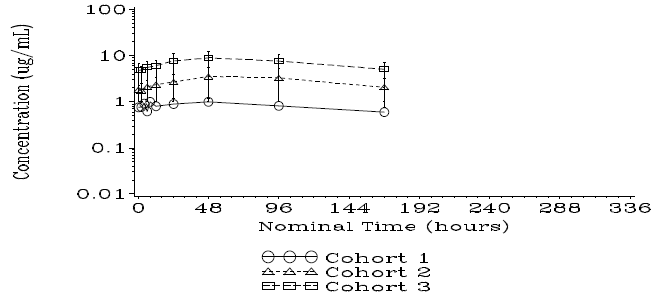 Concentration (ug/mL)
100
10
1
0.1
0.01
0 48 96 144 192 240 288 336
Nominal Time (hours)
Cohort 1
Cohort 2
Cohort 3